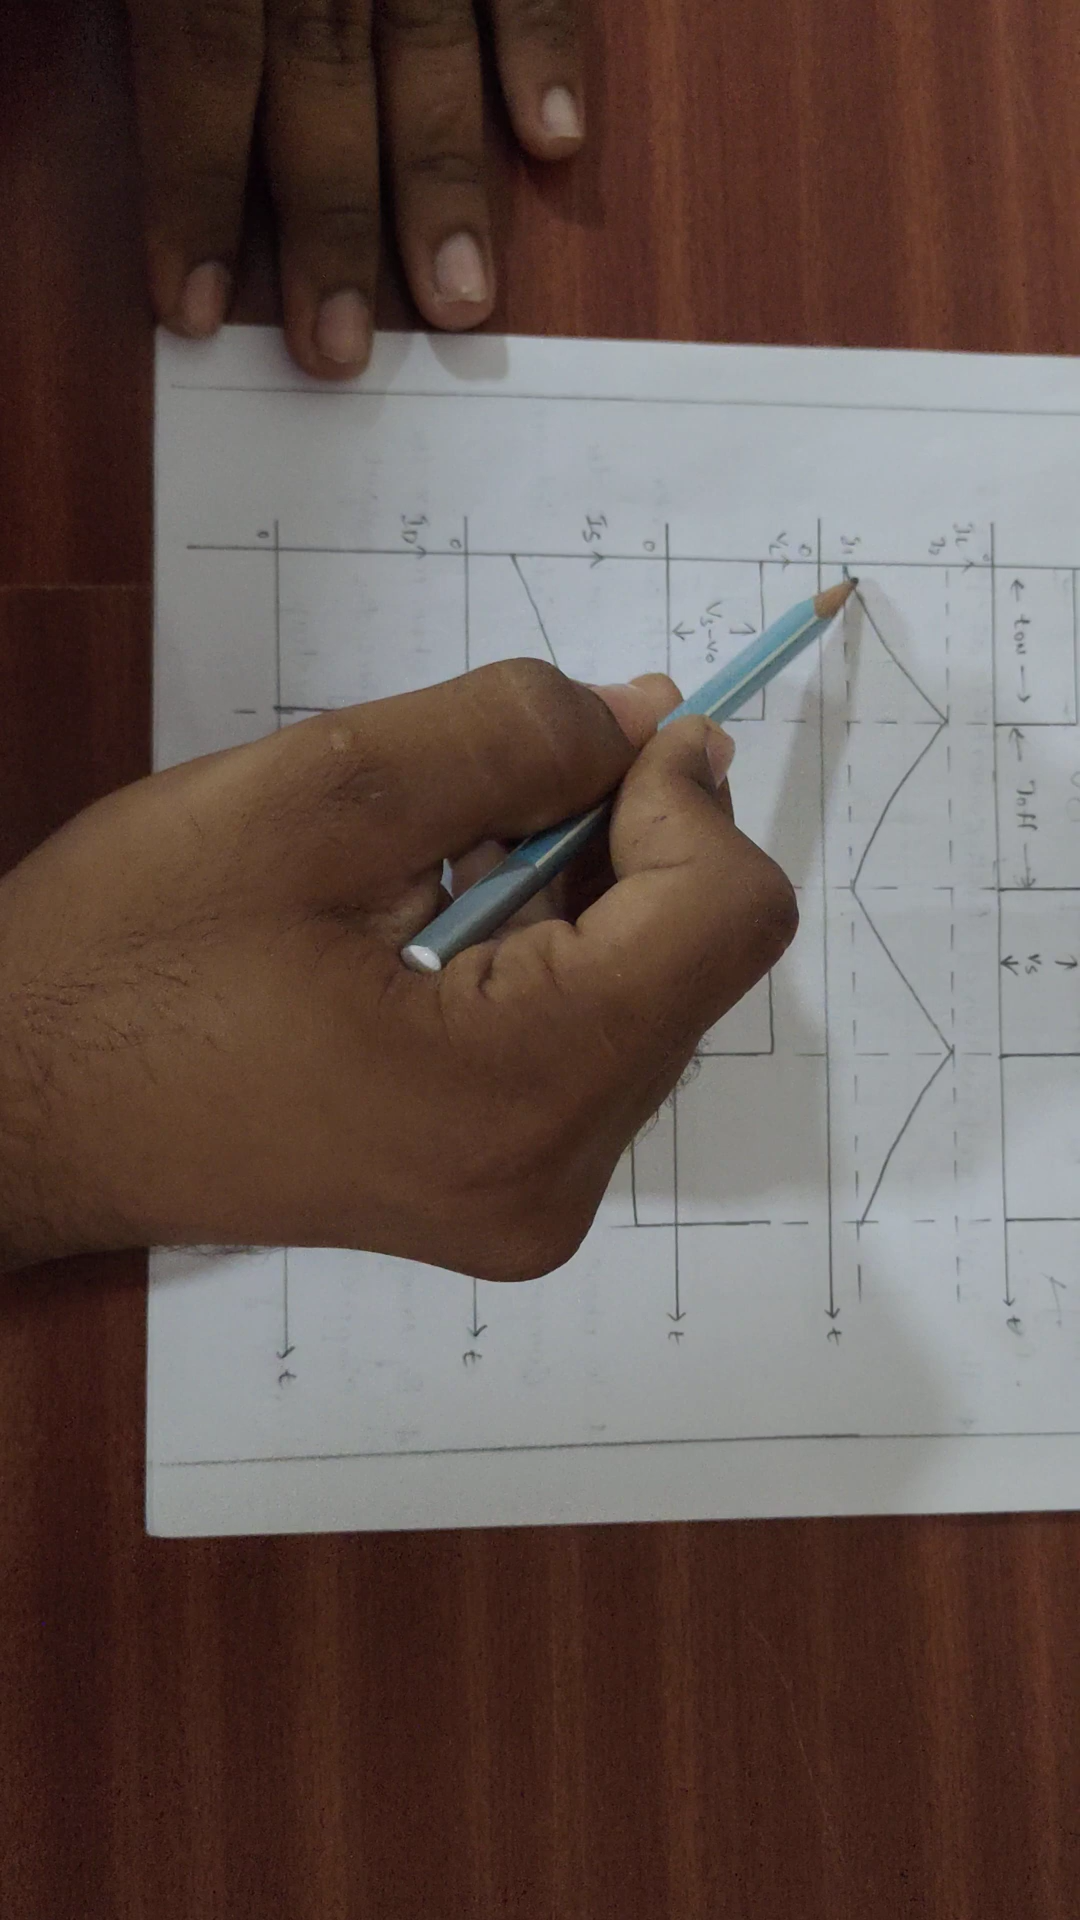 ← ton →
← Toff →
↑
Vs
↓
t
IL
I2
I1
0
t
VL
↑
Vs-Vo
↓
0
t
Is
0
t
ID
0
t